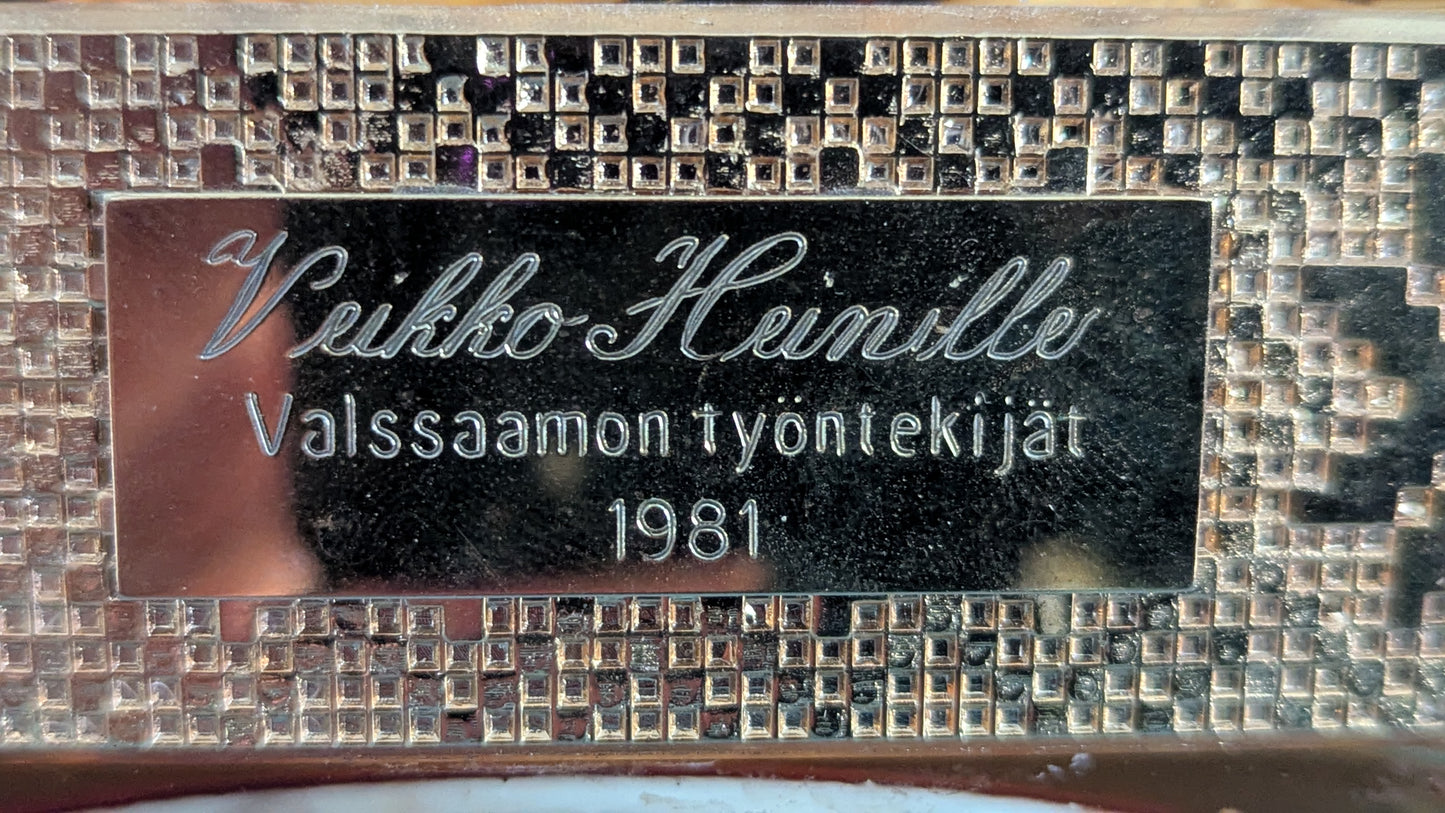 Veikko Heinille
Valssaamon työntekijät
1981